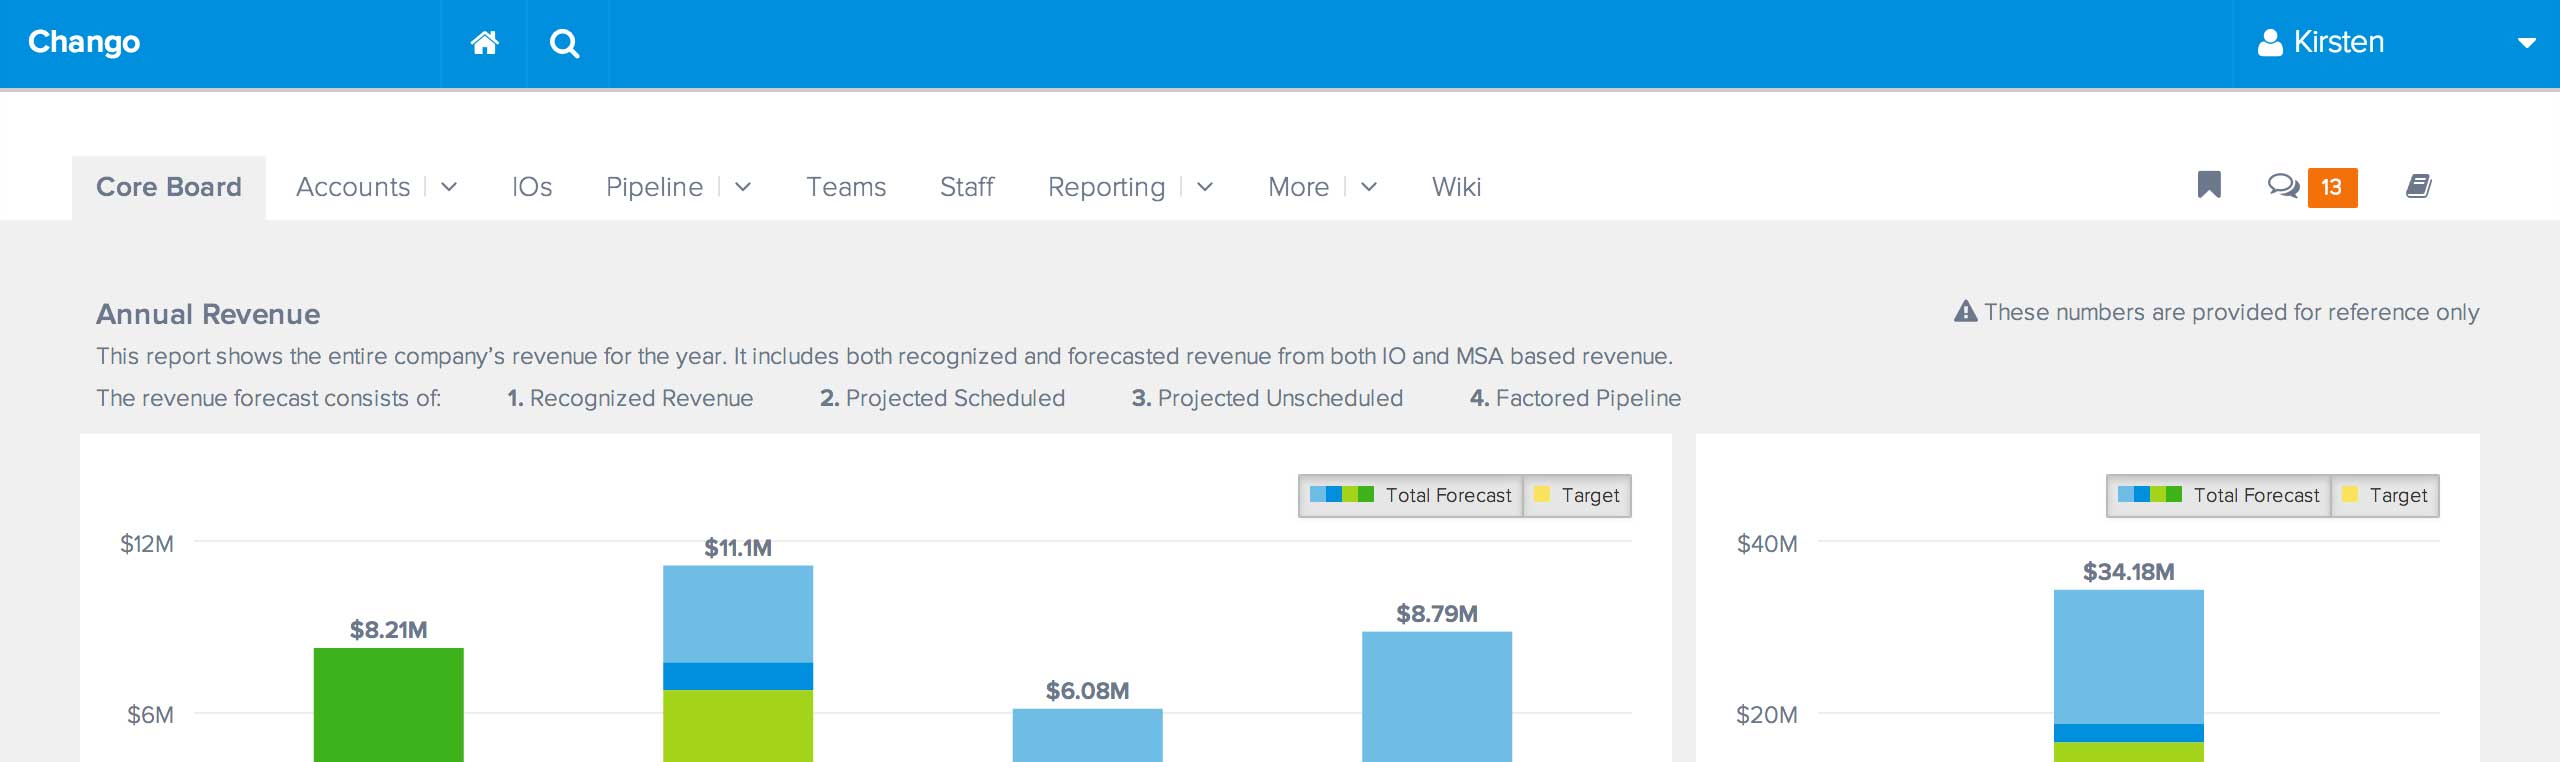 Chango
Kirsten
Core Board Accounts IOs Pipeline Teams Staff Reporting More Wiki 13
Annual Revenue
These numbers are provided for reference only
This report shows the entire company’s revenue for the year. It includes both recognized and forecasted revenue from both IO and MSA based revenue.
The revenue forecast consists of: 1. Recognized Revenue 2. Projected Scheduled 3. Projected Unscheduled 4. Factored Pipeline
Total Forecast Target
$12M
$11.1M
$8.79M
$8.21M
$6.08M
$6M
Total Forecast Target
$40M
$34.18M
$20M